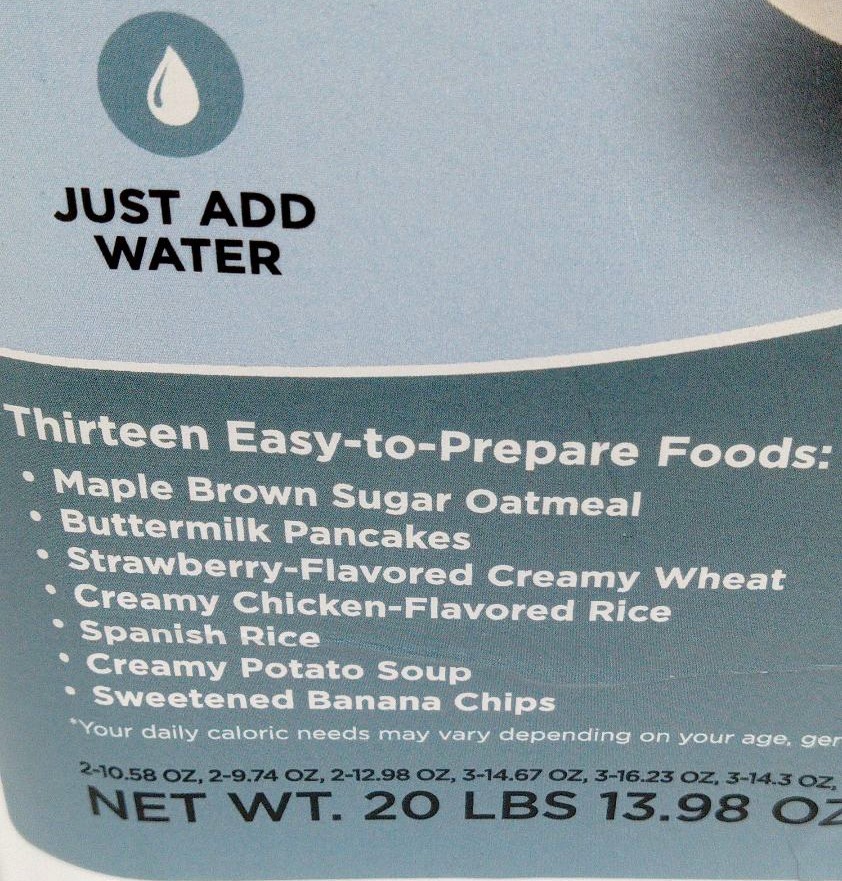 JUST ADD
WATER
Thirteen Easy-to-Prepare Foods:
• Maple Brown Sugar Oatmeal
• Buttermilk Pancakes
• Strawberry-Flavored Creamy Wheat
• Creamy Chicken-Flavored Rice
• Spanish Rice
• Creamy Potato Soup
• Sweetened Banana Chips
*Your daily caloric needs may vary depending on your age, ger
2-10.58 OZ, 2-9.74 OZ, 2-12.98 OZ, 3-14.67 OZ, 3-16.23 OZ, 3-14.3 OZ,
NET WT. 20 LBS 13.98 OZ